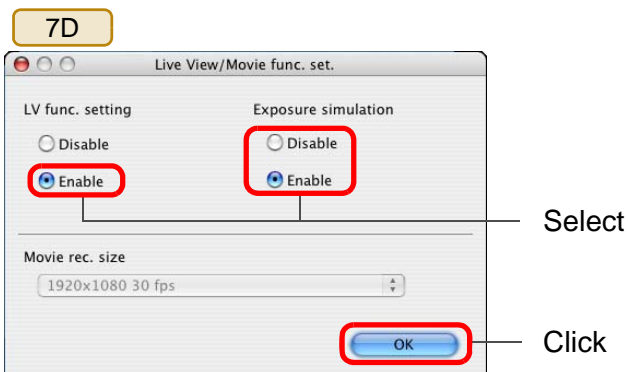 7D
Live View/Movie func. set.
LV func. setting Exposure simulation
Disable Disable
Enable Enable
Select
Movie rec. size
1920x1080 30 fps
OK Click